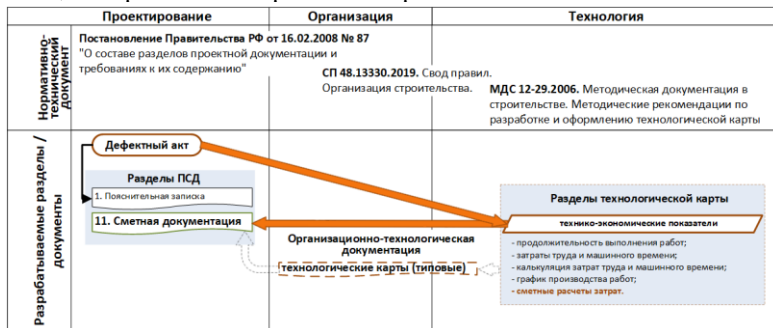 Проектирование
Организация
Технология
Нормативно-
технический
документ
Постановление Правительства РФ от 16.02.2008 № 87
"О составе разделов проектной документации и
требованиях к их содержанию"
СП 48.13330.2019. Свод правил.
Организация строительства.
МДС 12-29.2006. Методическая документация в
строительстве. Методические рекомендации по
разработке и оформлению технологической карты
Разрабатываемые разделы /
документы
Дефектный акт
Разделы ПСД
1. Пояснительная записка
11. Сметная документация
Организационно-технологическая
документация
технологические карты (типовые)
Разделы технологической карты
технико-экономические показатели
- продолжительность выполнения работ;
- затраты труда и машинного времени;
- калькуляция затрат труда и машинного времени;
- график производства работ;
- сметные расчеты затрат.